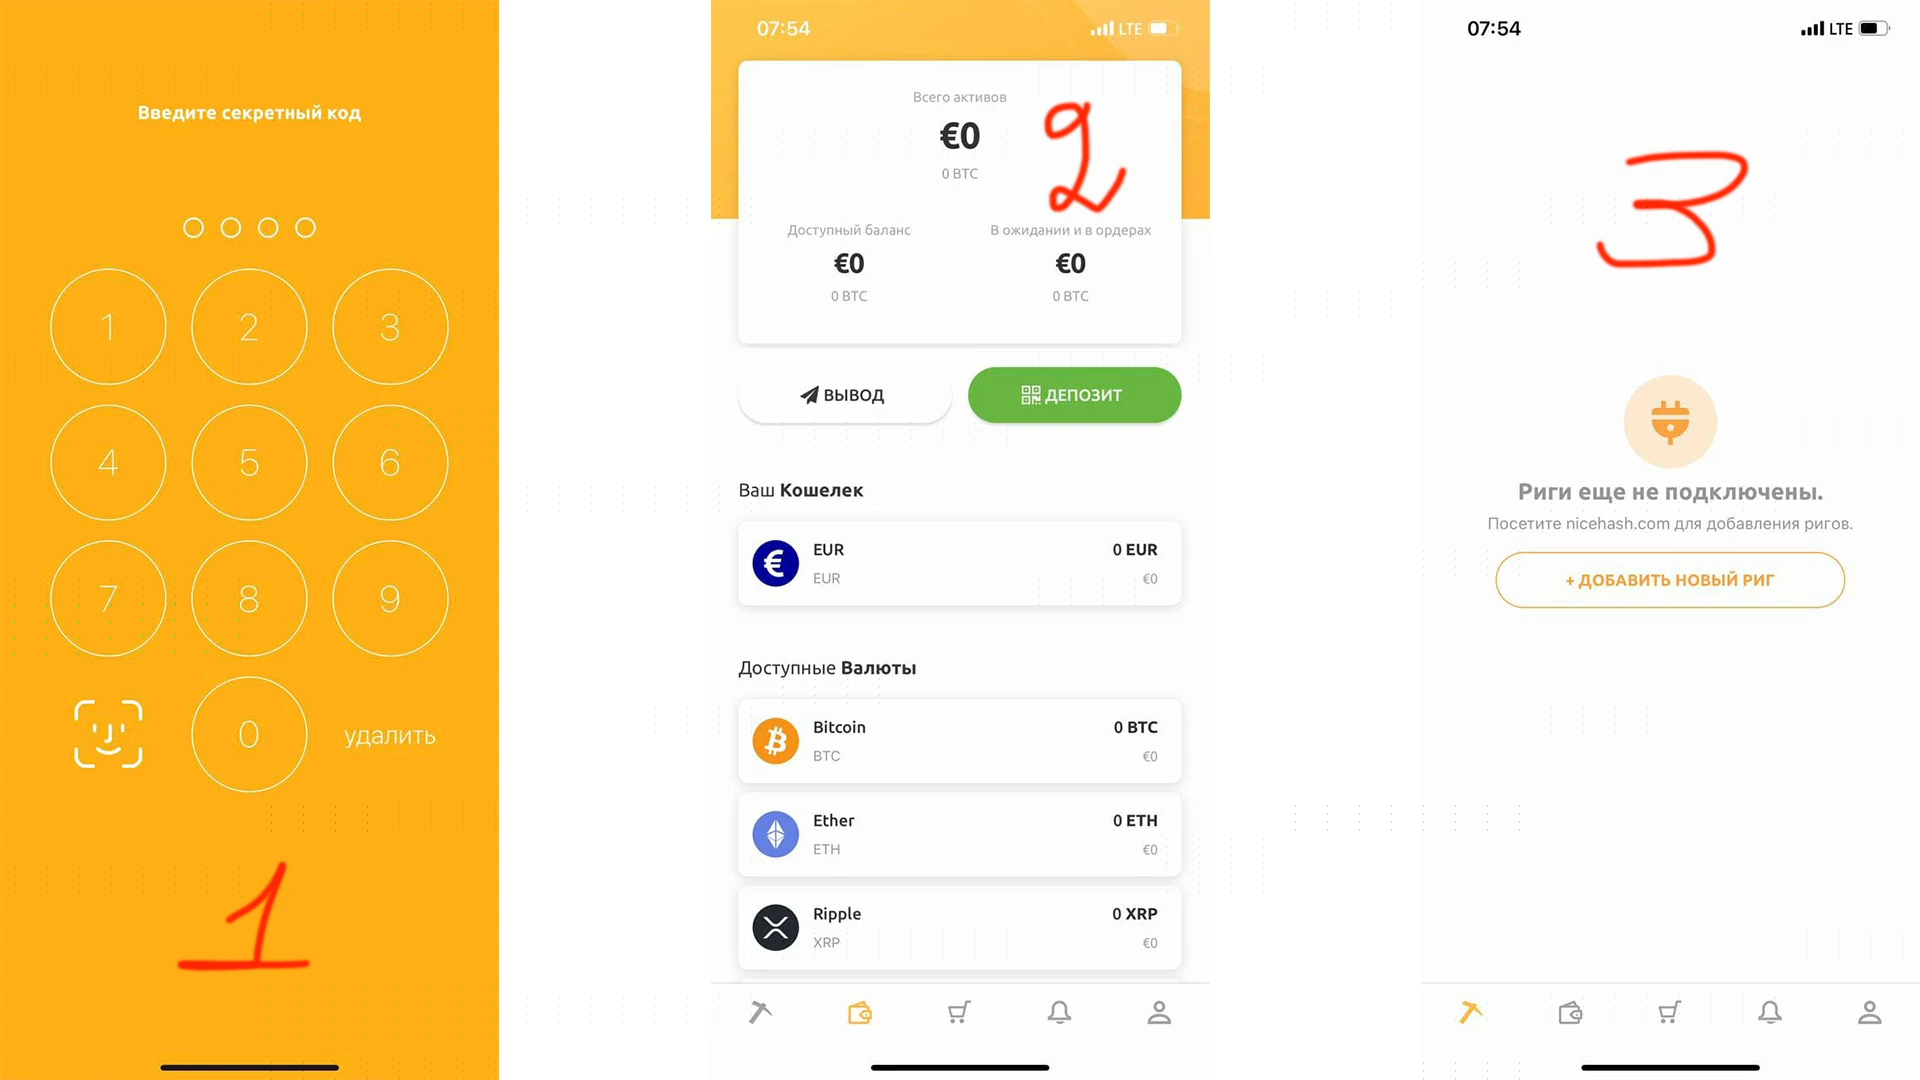 Введите секретный код
1 2 3
4 5 6
7 8 9
0 удалить
1
07:54 LTE
Всего активов
€0
0 BTC
2
Доступный баланс В ожидании и в ордерах
€0 €0
0 BTC 0 BTC
ВЫВОД ДЕПОЗИТ
Ваш Кошелек
EUR 0 EUR
EUR €0
Доступные Валюты
Bitcoin 0 BTC
BTC €0
Ether 0 ETH
ETH €0
Ripple 0 XRP
XRP €0
07:54 LTE
3
Риги еще не подключены.
Посетите nicehash.com для добавления ригов.
+ ДОБАВИТЬ НОВЫЙ РИГ